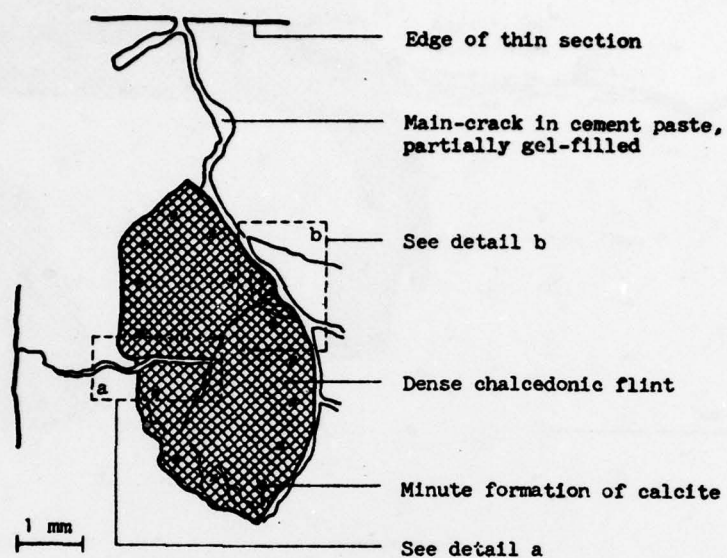 Edge of thin section
Main-crack in cement paste,
partially gel-filled
b
See detail b
a
Dense chalcedonic flint
Minute formation of calcite
1 mm
See detail a